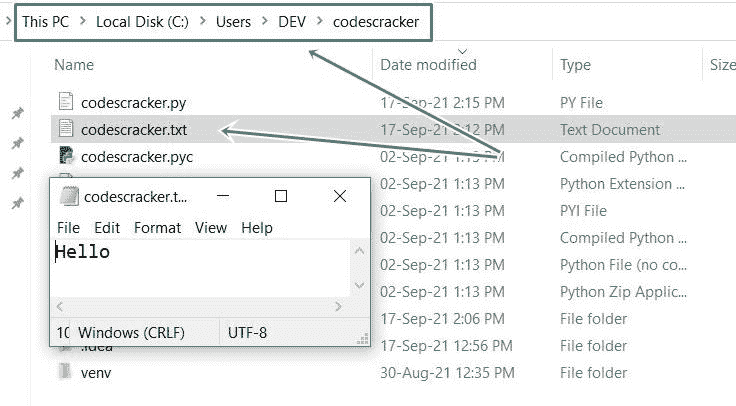 This PC > Local Disk (C:) > Users > DEV > codescracker
Name Date modified Type Size
codescracker.py 17-Sep-21 2:15 PM PY File
codescracker.txt 17-Sep-21 2:12 PM Text Document
codescracker.pyc 02-Sep-21 1:13 PM Compiled Python ...
02-Sep-21 1:13 PM Python Extension ...
codescracker.t... 02-Sep-21 1:13 PM PYI File
File Edit Format View Help 02-Sep-21 1:13 PM Compiled Python ...
Hello 02-Sep-21 1:13 PM Python File (no co...
02-Sep-21 1:13 PM Python Zip Applic...
17-Sep-21 2:06 PM File folder
Windows (CRLF) UTF-8
.idea 17-Sep-21 12:56 PM File folder
venv 30-Aug-21 12:35 PM File folder